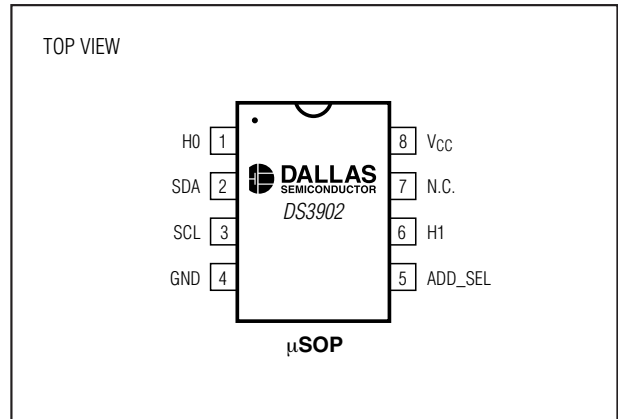 TOP VIEW
H0 1
SDA 2
SCL 3
GND 4
DALLAS
SEMICONDUCTOR
DS3902
8 VCC
7 N.C.
6 H1
5 ADD_SEL
μSOP